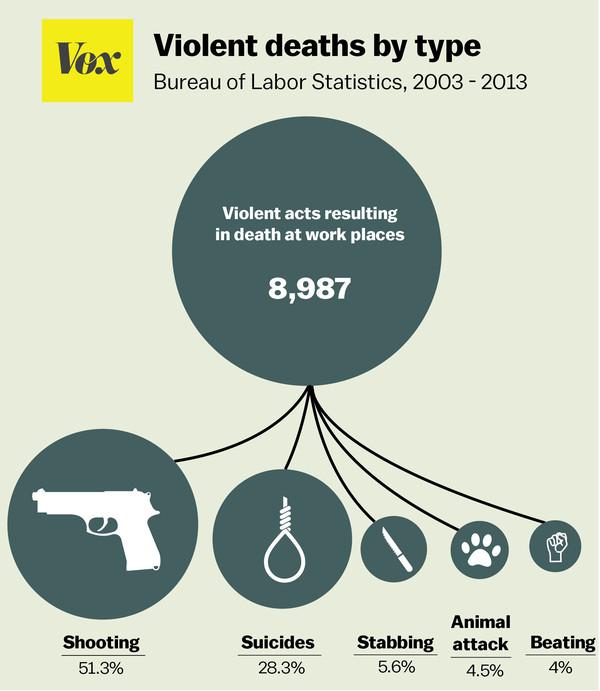 Vox
Violent deaths by type
Bureau of Labor Statistics, 2003 - 2013
Violent acts resulting
in death at work places
8,987
Shooting
51.3%
Suicides
28.3%
Stabbing
5.6%
Animal
attack
4.5%
Beating
4%